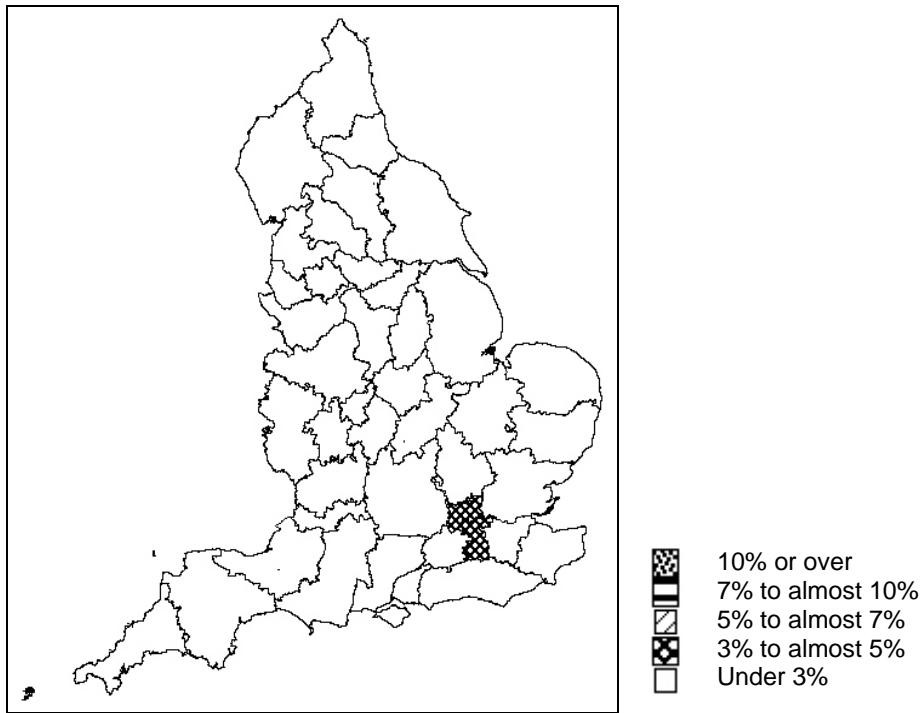 10% or over
7% to almost 10%
5% to almost 7%
3% to almost 5%
Under 3%